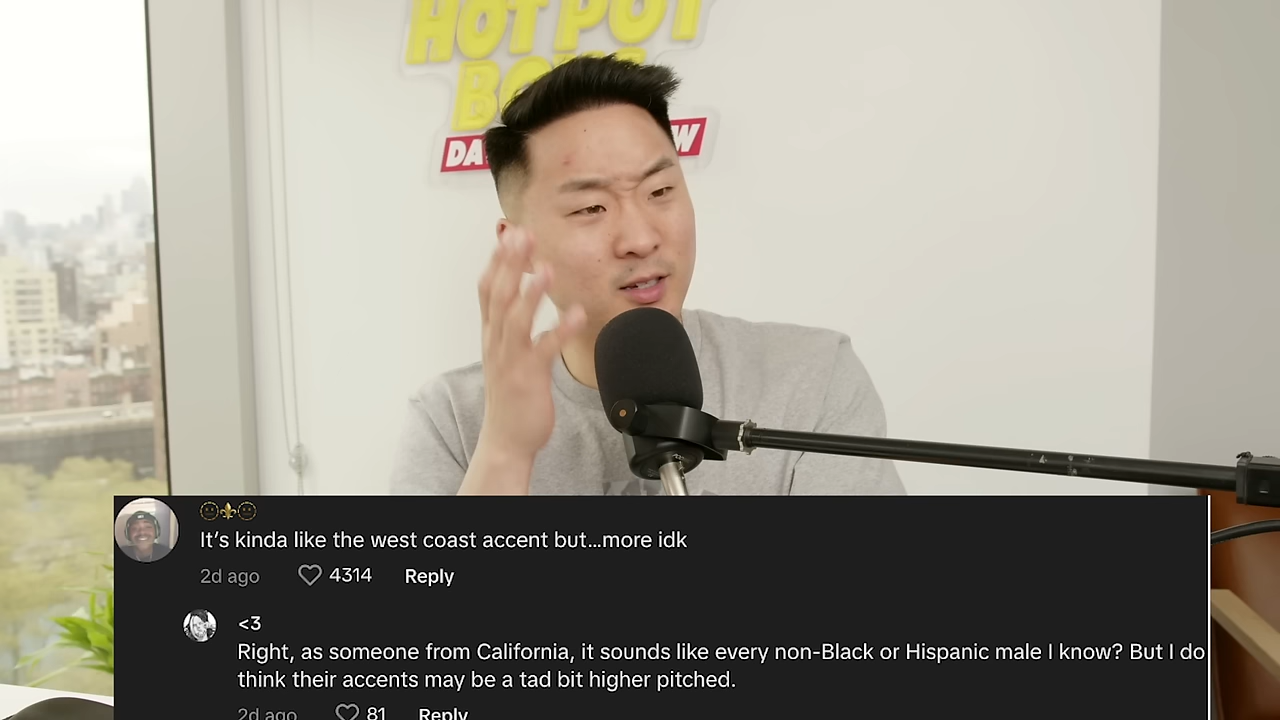 HOT POT
BO
DA W
🌚⚜️🌚
It's kinda like the west coast accent but...more idk
2d ago 4314 Reply
<3
Right, as someone from California, it sounds like every non-Black or Hispanic male I know? But I do
think their accents may be a tad bit higher pitched.
2d ago 81 Reply